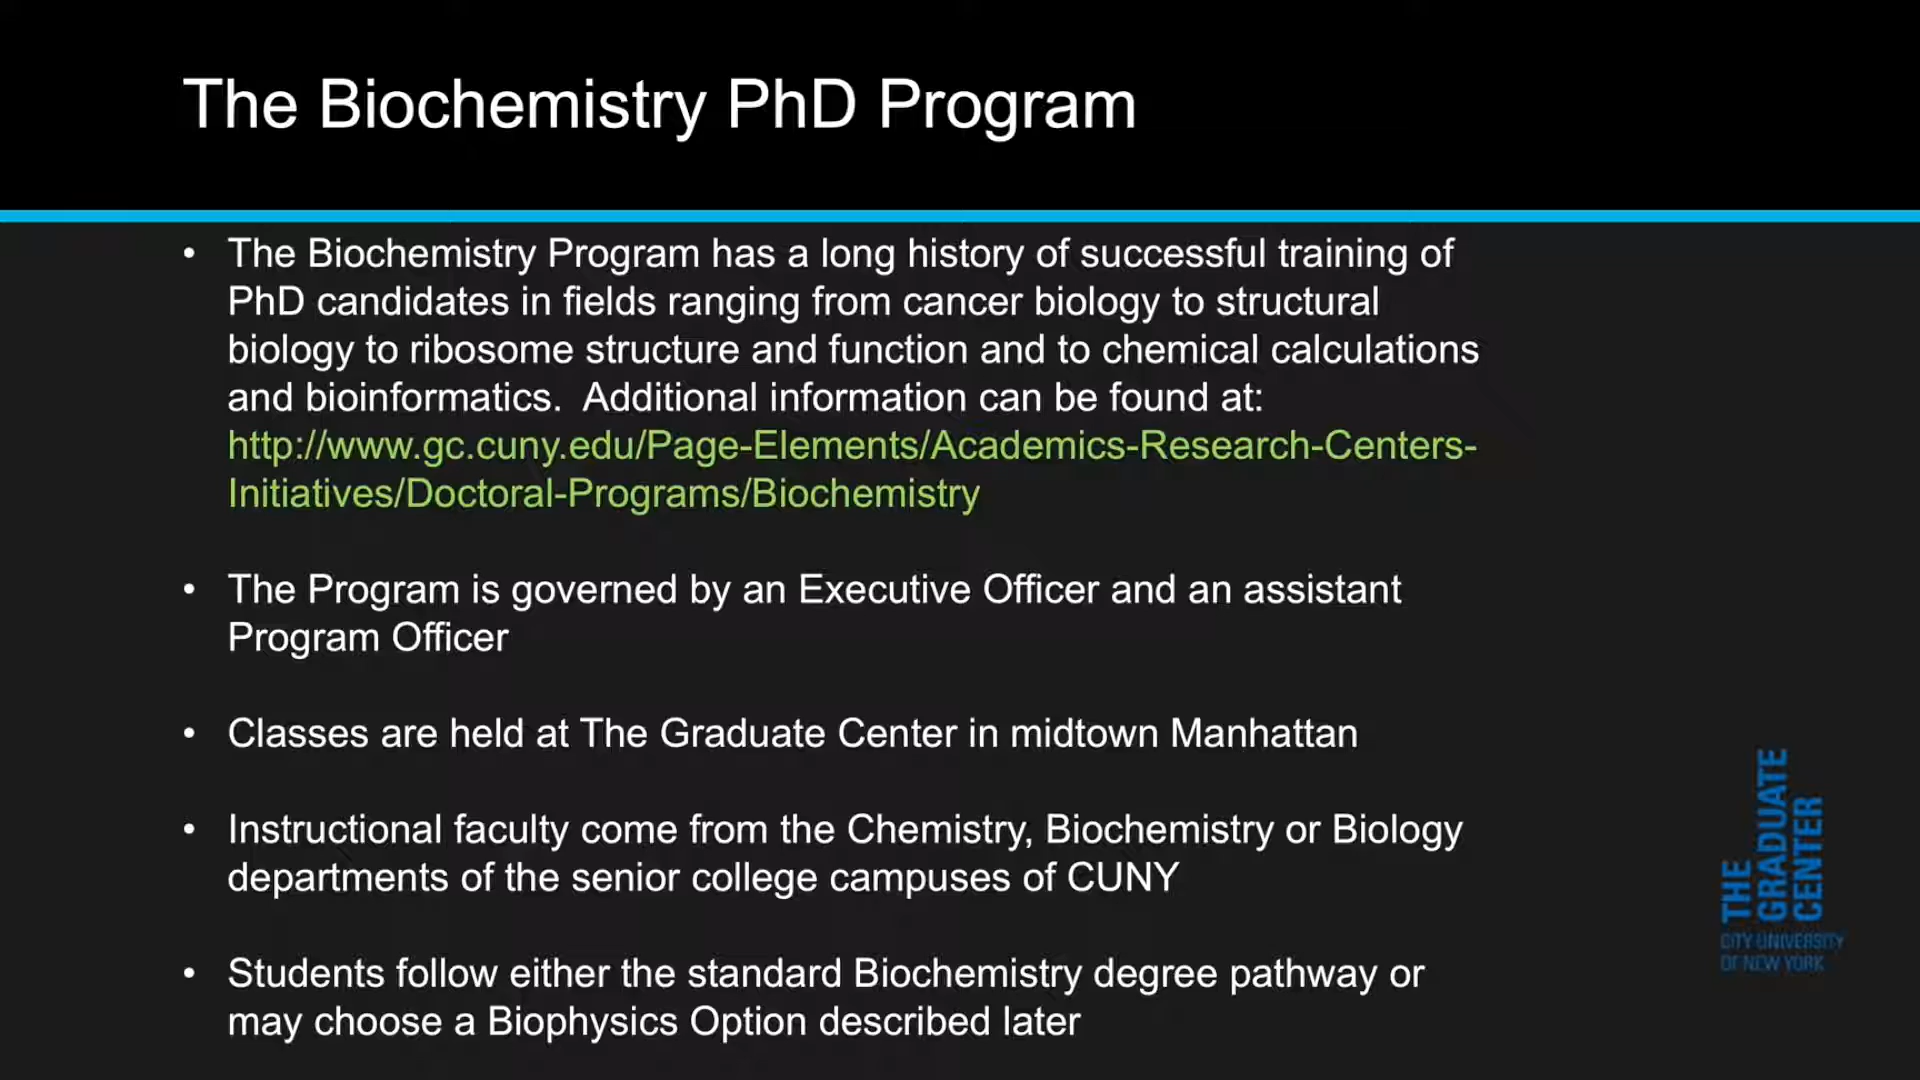 The Biochemistry PhD Program
• The Biochemistry Program has a long history of successful training of
PhD candidates in fields ranging from cancer biology to structural
biology to ribosome structure and function and to chemical calculations
and bioinformatics.  Additional information can be found at:
http://www.gc.cuny.edu/Page-Elements/Academics-Research-Centers-
Initiatives/Doctoral-Programs/Biochemistry
• The Program is governed by an Executive Officer and an assistant
Program Officer
• Classes are held at The Graduate Center in midtown Manhattan
• Instructional faculty come from the Chemistry, Biochemistry or Biology
departments of the senior college campuses of CUNY
• Students follow either the standard Biochemistry degree pathway or
may choose a Biophysics Option described later
THE
GRADUATE
CENTER
CITY UNIVERSITY
OF NEW YORK